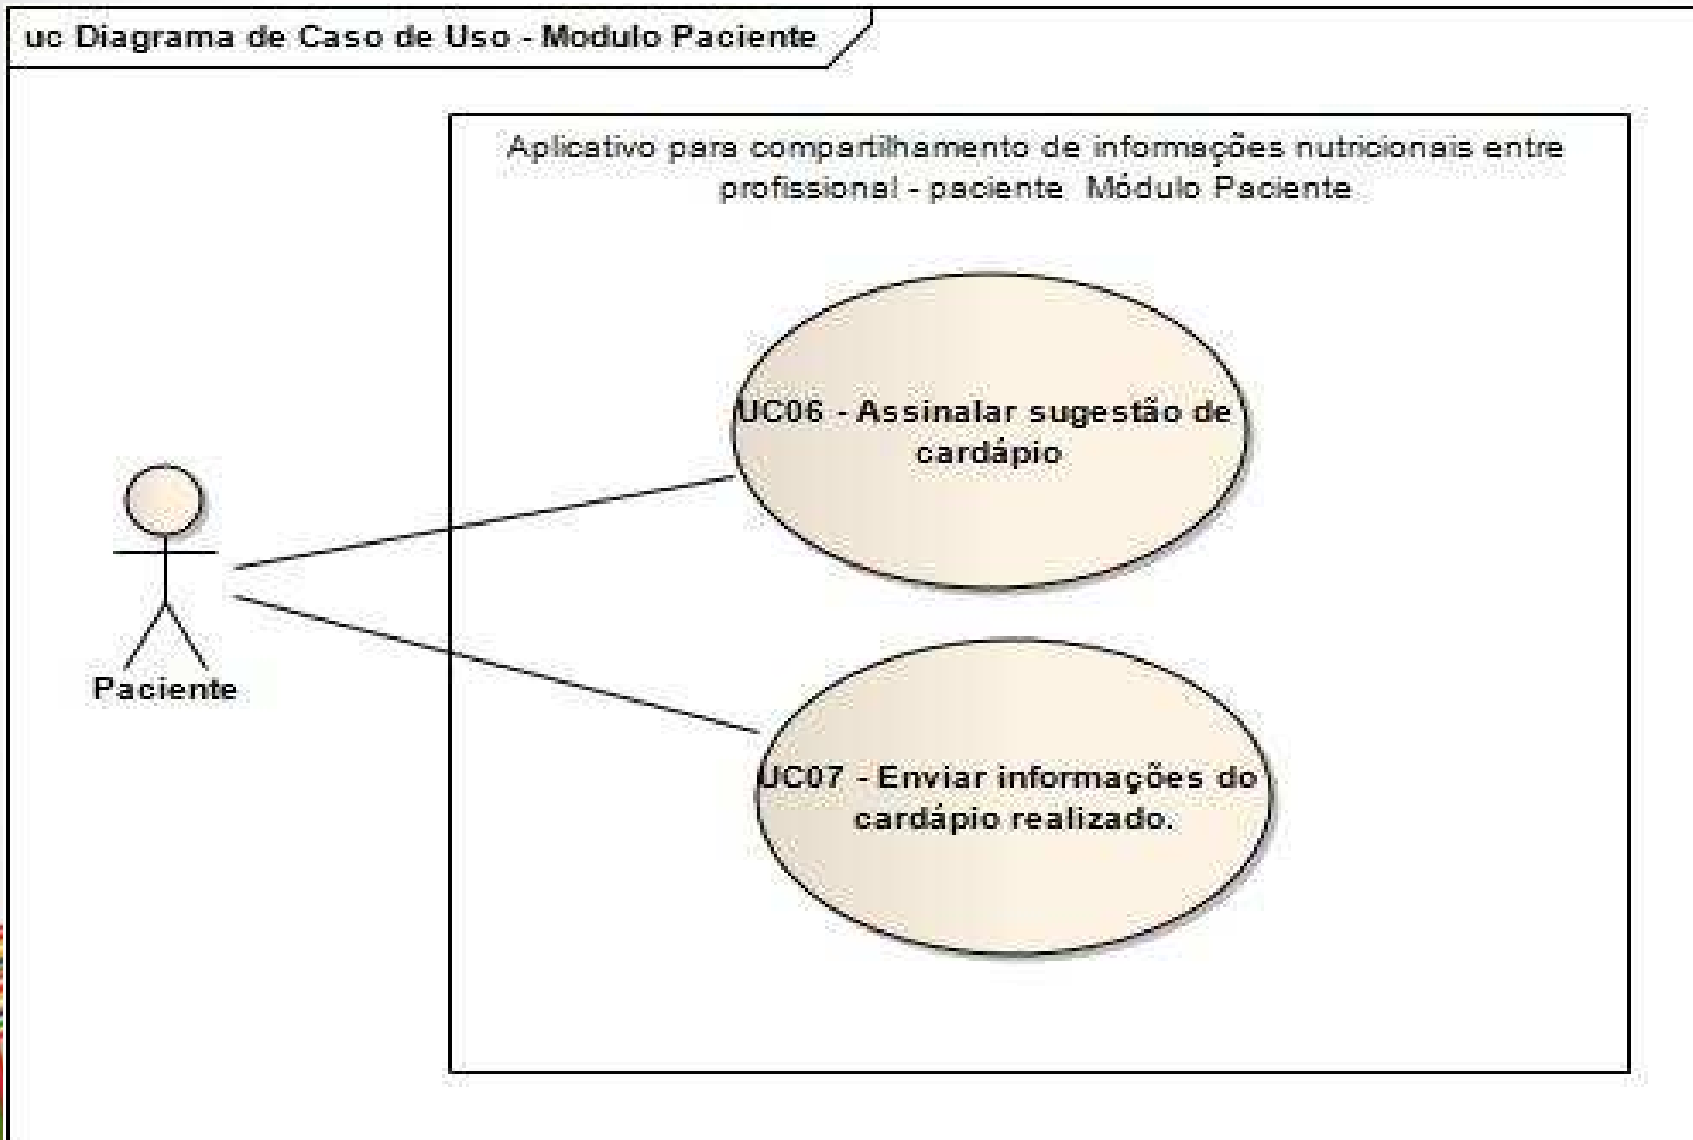 uc Diagrama de Caso de Uso - Modulo Paciente
Aplicativo para compartilhamento de informações nutricionais entre
profissional - paciente Módulo Paciente
UC06 - Assinalar sugestão de
cardápio
Paciente
UC07 - Enviar informações do
cardápio realizado.